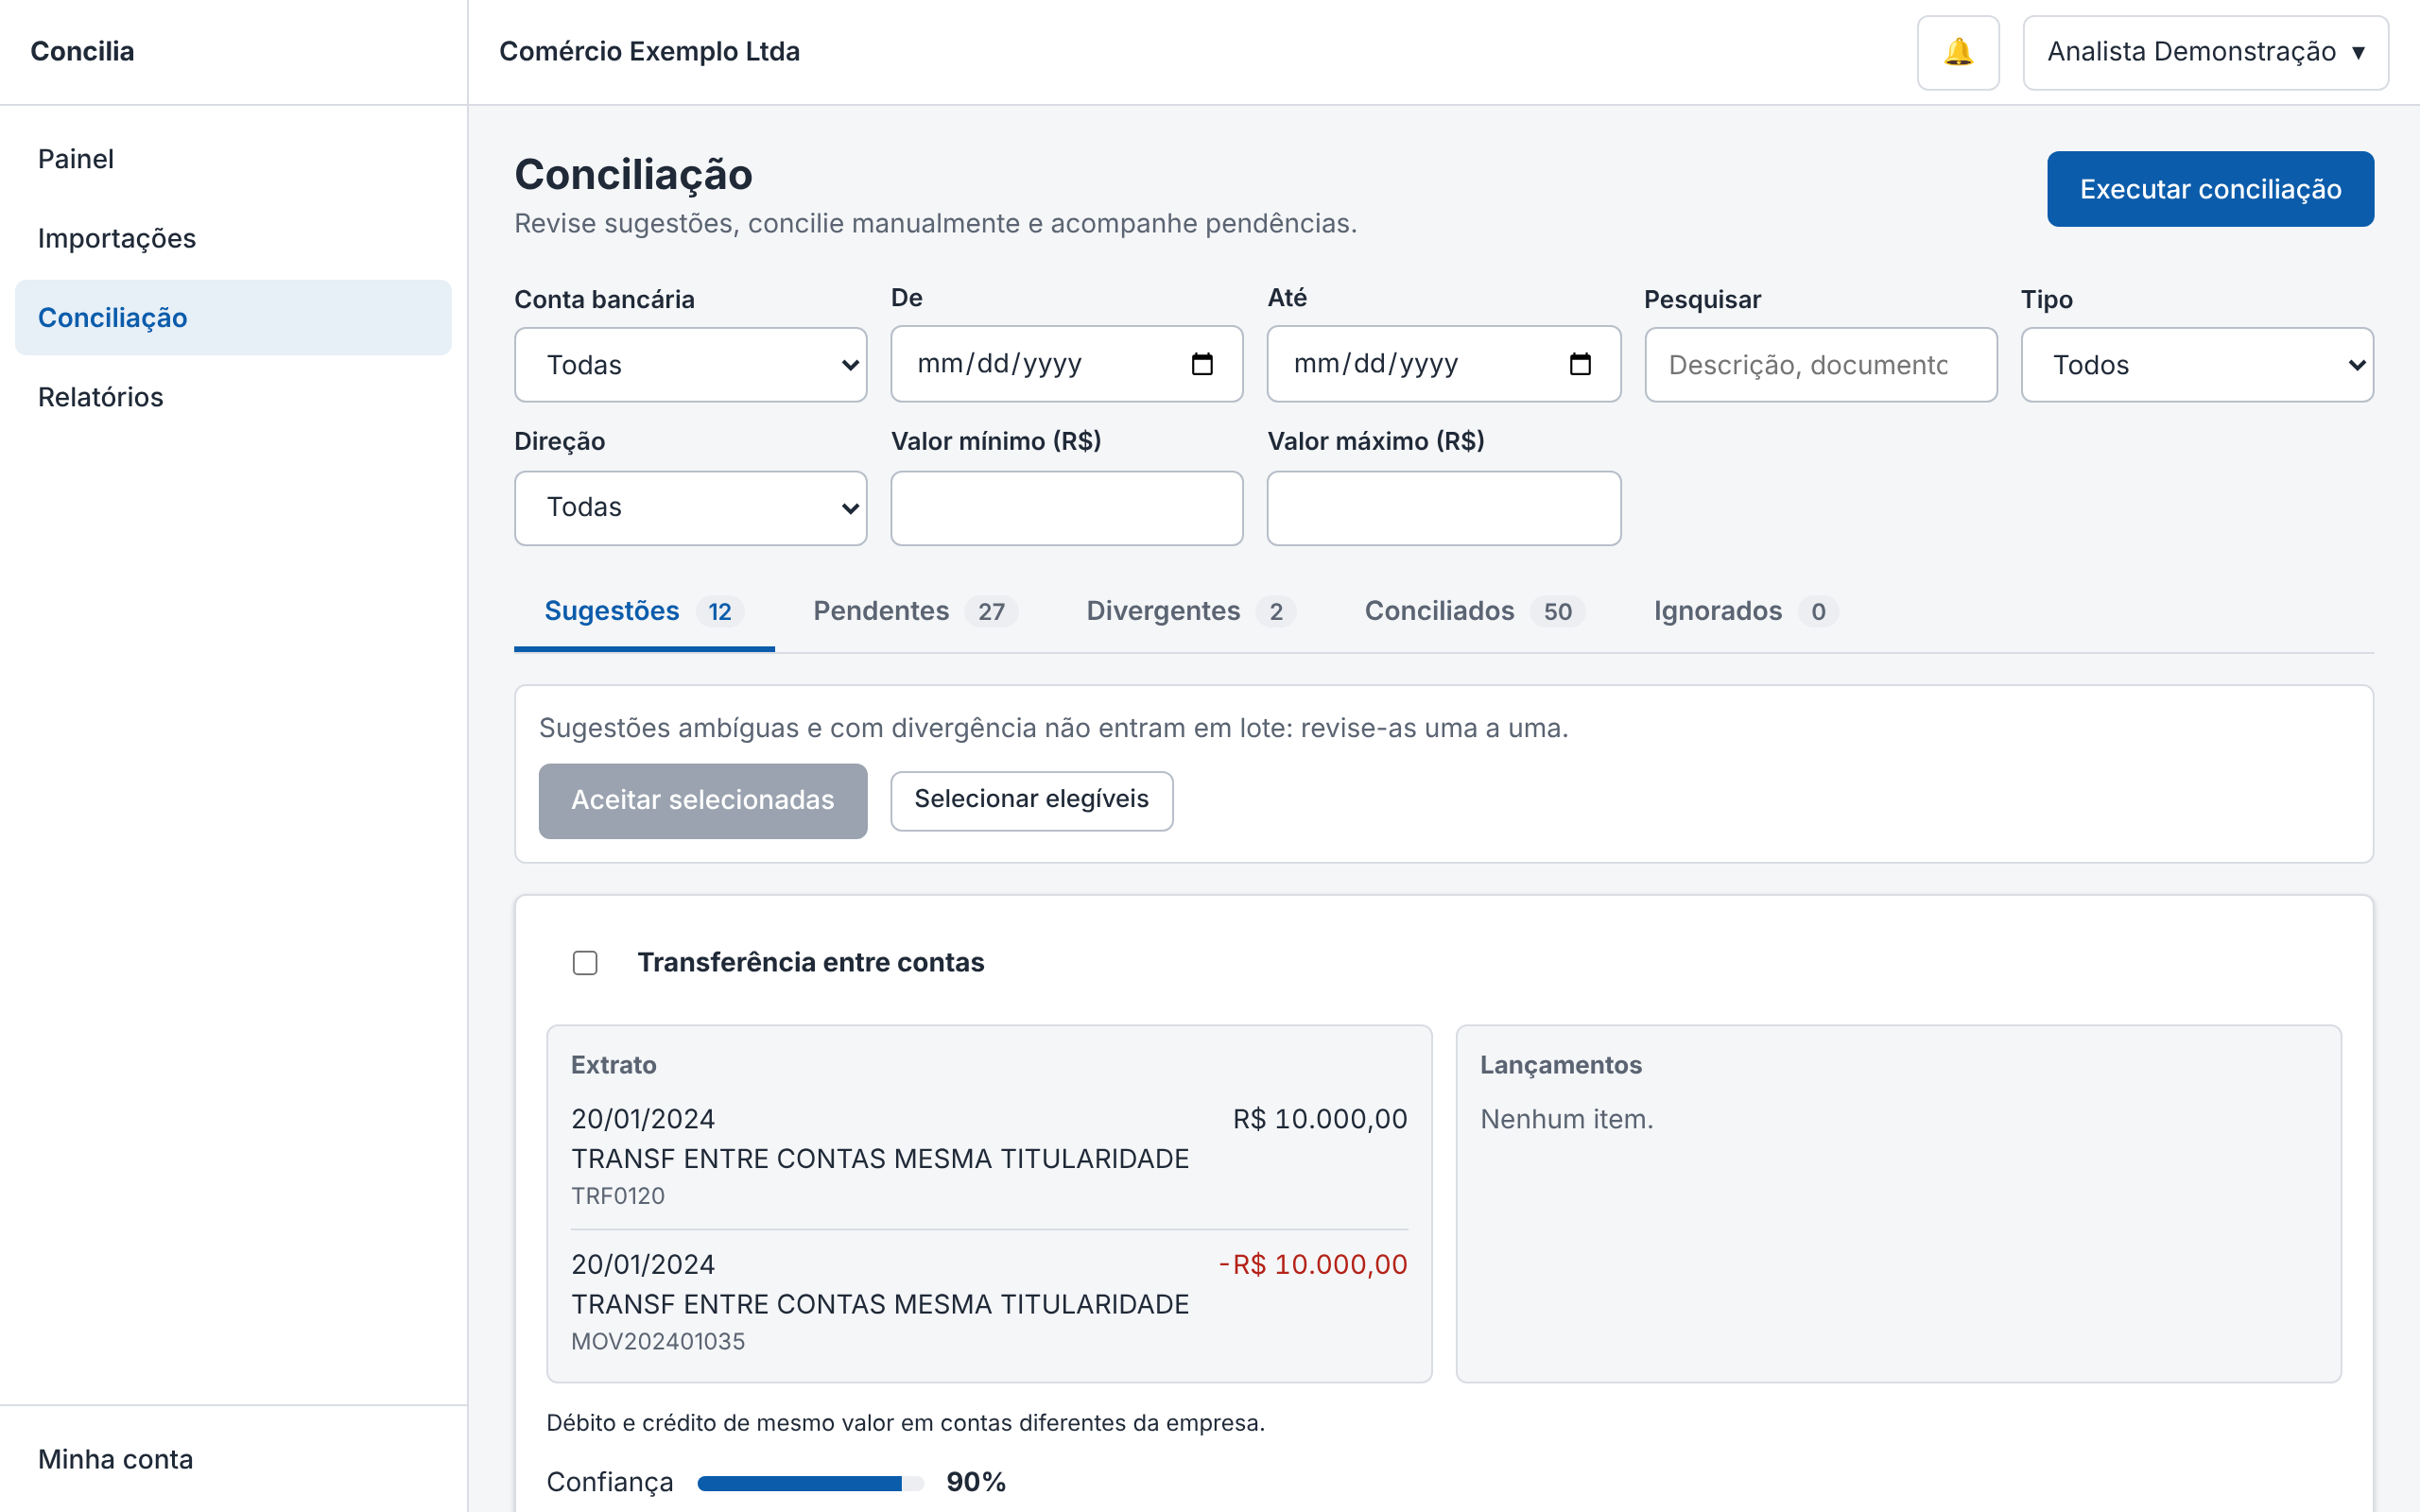 Concilia
Comércio Exemplo Ltda
🔔
Analista Demonstração ▼
Painel
Importações
Conciliação
Relatórios
Minha conta
Conciliação
Revise sugestões, concilie manualmente e acompanhe pendências.
Executar conciliação
Conta bancária
Todas
De
mm/dd/yyyy
Até
mm/dd/yyyy
Pesquisar
Descrição, documento
Tipo
Todos
Direção
Todas
Valor mínimo (R$)
Valor máximo (R$)
Sugestões 12
Pendentes 27
Divergentes 2
Conciliados 50
Ignorados 0
Sugestões ambíguas e com divergência não entram em lote: revise-as uma a uma.
Aceitar selecionadas
Selecionar elegíveis
Transferência entre contas
Extrato
20/01/2024 R$ 10.000,00
TRANSF ENTRE CONTAS MESMA TITULARIDADE
TRF0120
20/01/2024 -R$ 10.000,00
TRANSF ENTRE CONTAS MESMA TITULARIDADE
MOV202401035
Lançamentos
Nenhum item.
Débito e crédito de mesmo valor em contas diferentes da empresa.
Confiança 90%